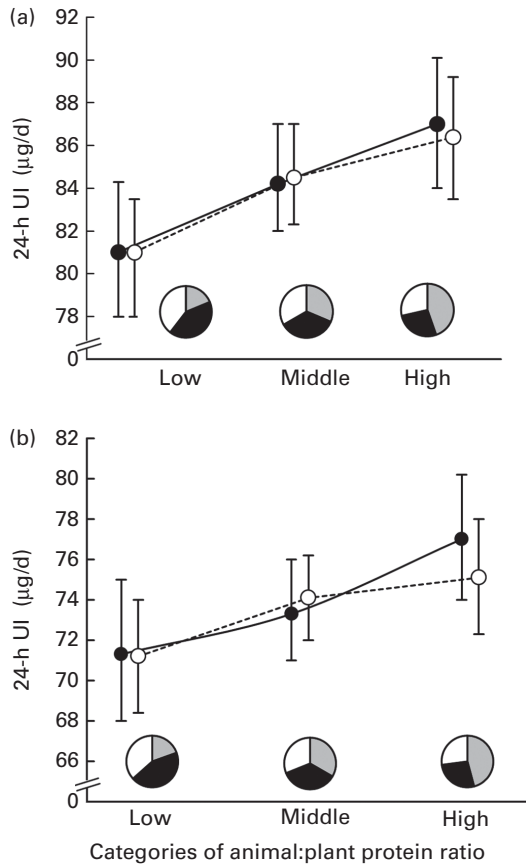 (a)
92
90
88
86
84
82
80
78
0
24-h UI (µg/d)
Low Middle High
(b)
82
80
78
76
74
72
70
68
66
0
24-h UI (µg/d)
Low Middle High
Categories of animal:plant protein ratio